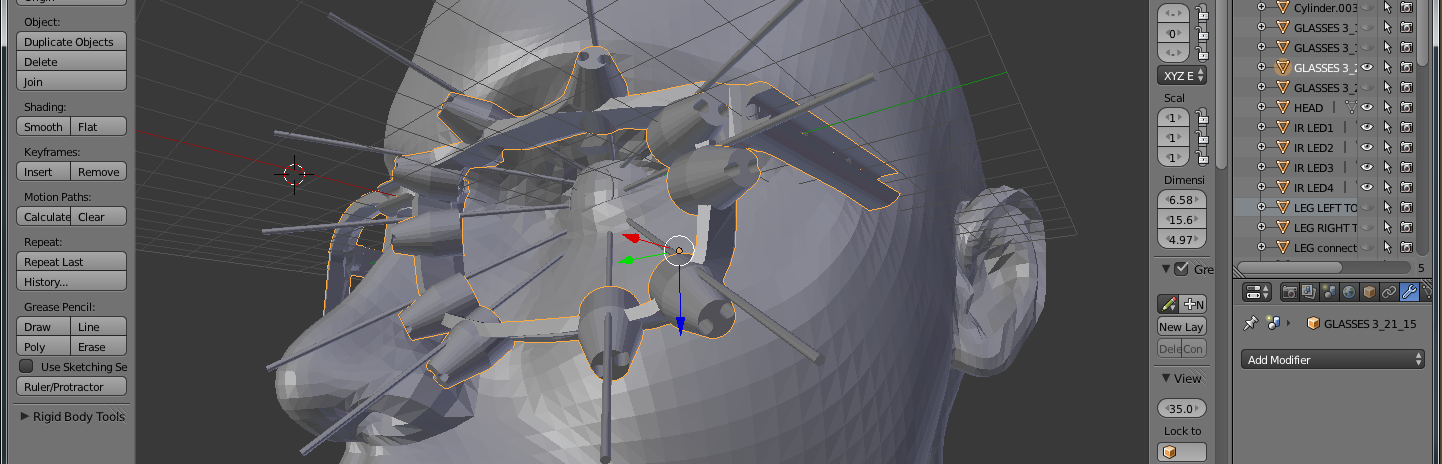 Object:
Duplicate Objects
Delete
Join
Shading:
Smooth
Flat
Keyframes:
Insert
Remove
Motion Paths:
Calculate
Clear
Repeat:
Repeat Last
History...
Grease Pencil:
Draw
Line
Poly
Erase
Use Sketching Se
Ruler/Protractor
Rigid Body Tools
0
XYZ E
Scal
1
1
1
Dimensi
6.58
15.6
4.97
Gre
N
New Lay
Dele
Con
View
35.0
Lock to
Cylinder.003
GLASSES 3_
GLASSES 3_
GLASSES 3_2
GLASSES 3_2
HEAD
IR LED1
IR LED2
IR LED3
IR LED4
LEG LEFT TO
LEG RIGHT T
LEG connect
5
GLASSES 3_21_15
Add Modifier